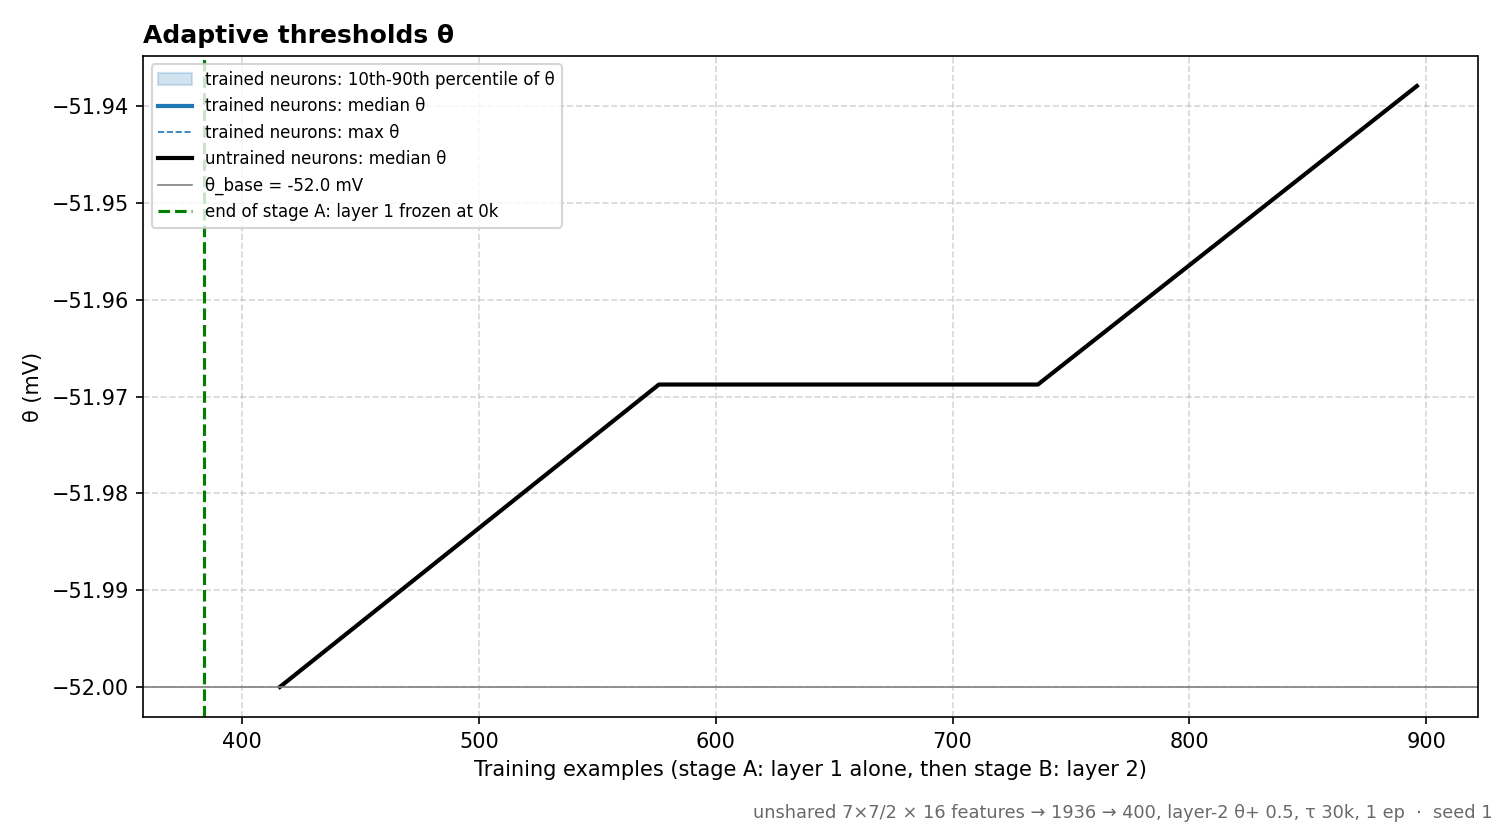 Adaptive thresholds θ
trained neurons: 10th-90th percentile of θ
trained neurons: median θ
trained neurons: max θ
untrained neurons: median θ
θ_base = -52.0 mV
end of stage A: layer 1 frozen at 0k
θ (mV)
−51.94
−51.95
−51.96
−51.97
−51.98
−51.99
−52.00
400 500 600 700 800 900
Training examples (stage A: layer 1 alone, then stage B: layer 2)
unshared 7×7/2 × 16 features → 1936 → 400, layer-2 θ+ 0.5, τ 30k, 1 ep · seed 1